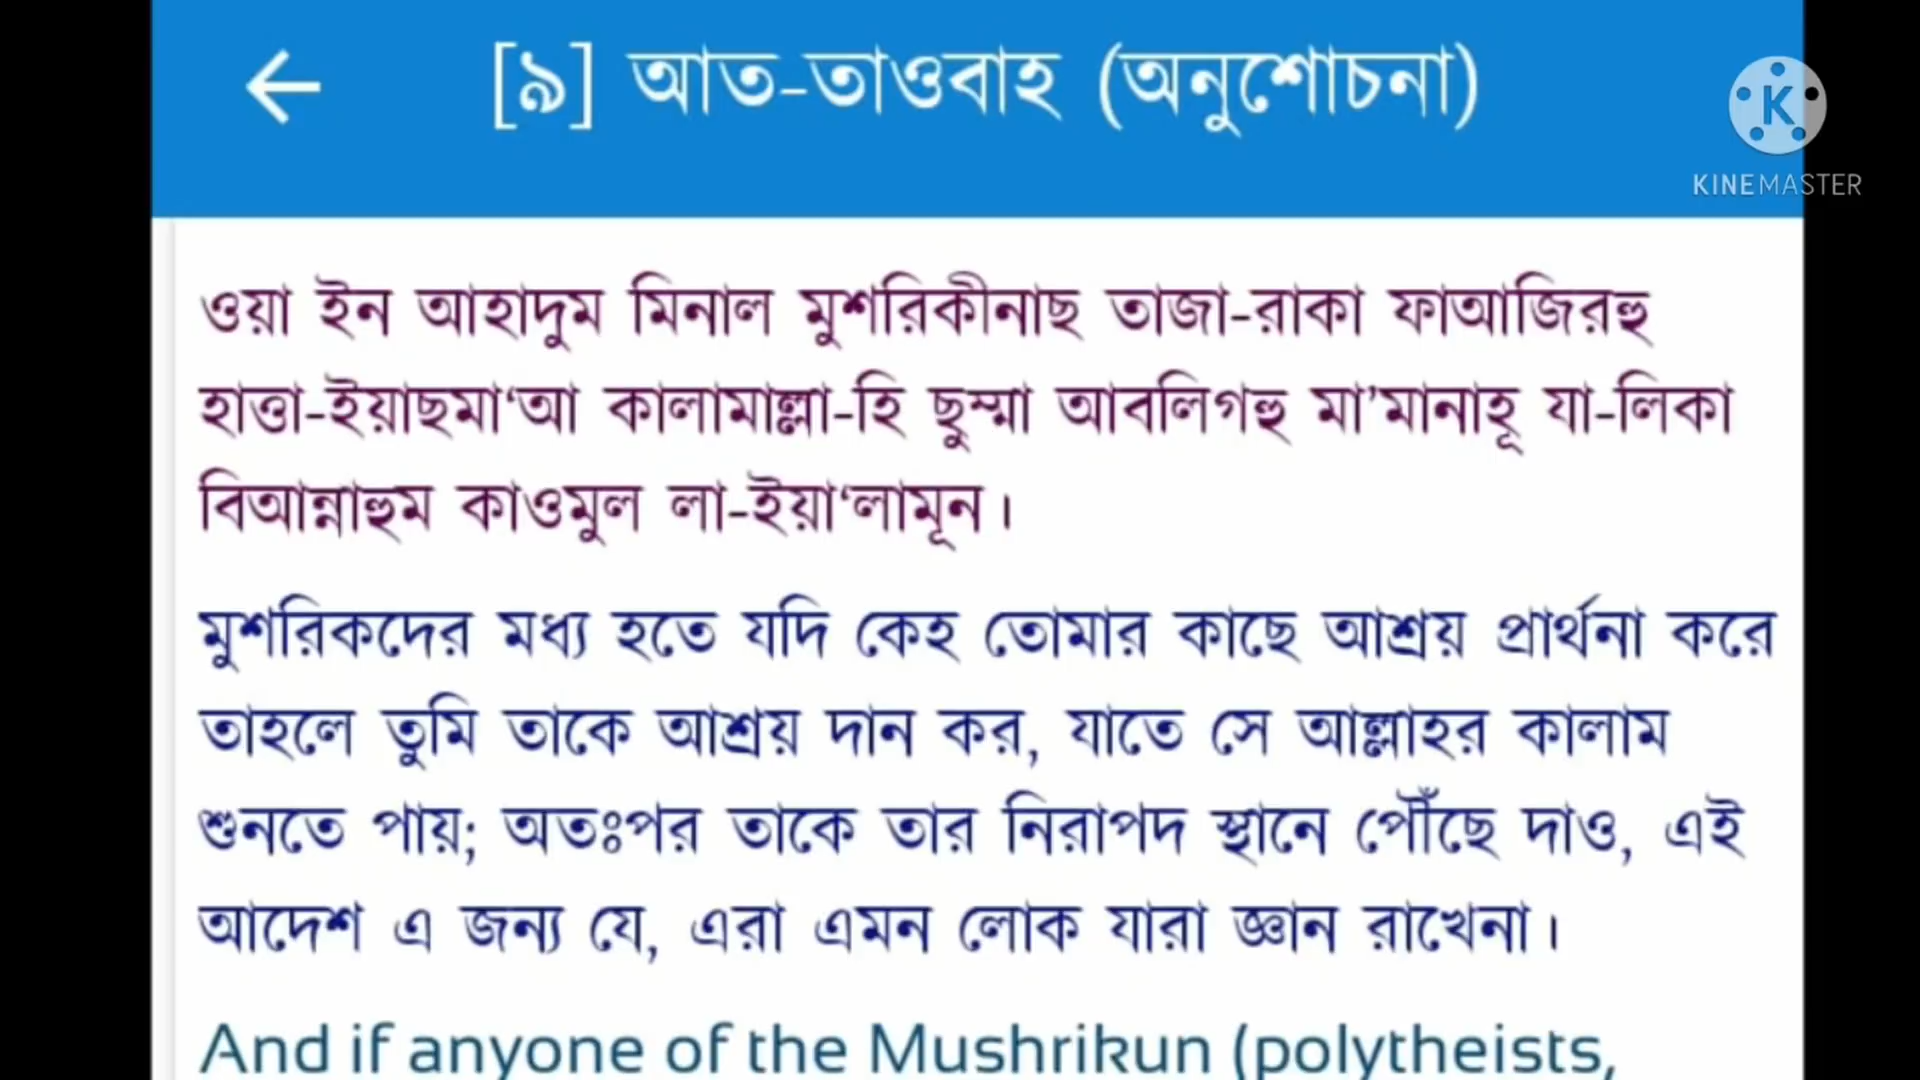 [৯] আত-তাওবাহ (অনুশোচনা)
K
KINEMASTER
ওয়া ইন আহাদুম মিনাল মুশরিকীনাছ তাজা-রাকা ফাআজিরহু
হাত্তা-ইয়াছমা‘আ কালামাল্লা-হি ছুম্মা আবলিগহু মা’মানাহূ যা-লিকা
বিআন্নাহুম কাওমুল লা-ইয়া‘লামূন।
মুশরিকদের মধ্য হতে যদি কেহ তোমার কাছে আশ্রয় প্রার্থনা করে
তাহলে তুমি তাকে আশ্রয় দান কর, যাতে সে আল্লাহর কালাম
শুনতে পায়; অতঃপর তাকে তার নিরাপদ স্থানে পৌঁছে দাও, এই
আদেশ এ জন্য যে, এরা এমন লোক যারা জ্ঞান রাখেনা।
And if anyone of the Mushrikun (polytheists,